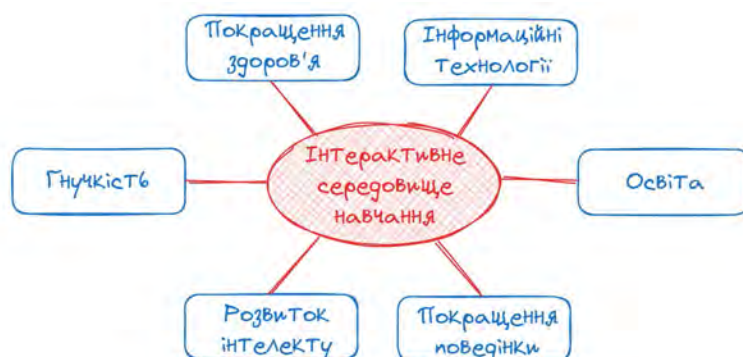 Покращення
здоров'я
Інформаційні
технології
Гнучкість
Інтерактивне
середовище
навчання
Освіта
Розвиток
інтелекту
Покращення
поведінки